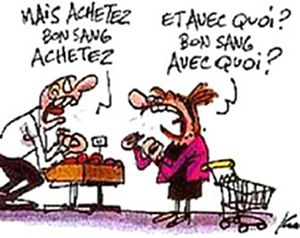 MAIS ACHETEZ
BON SANG
ACHETEZ
ET AVEC QUOI?
BON SANG
AVEC QUOI?